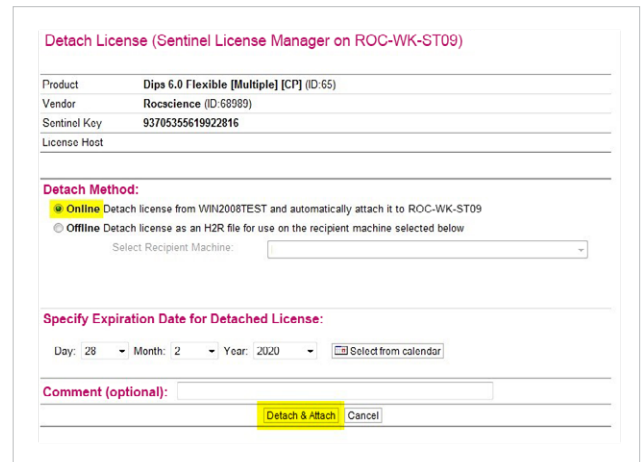 Detach License (Sentinel License Manager on ROC-WK-ST09)
Product Dips 6.0 Flexible [Multiple] [CP] (ID:65)
Vendor Rocscience (ID:68989)
Sentinel Key 93705355619922816
License Host
Detach Method:
Online Detach license from WIN2008TEST and automatically attach it to ROC-WK-ST09
Offline Detach license as an H2R file for use on the recipient machine selected below
Select Recipient Machine:
Specify Expiration Date for Detached License:
Day: 28 Month: 2 Year: 2020 Select from calendar
Comment (optional):
Detach & Attach Cancel